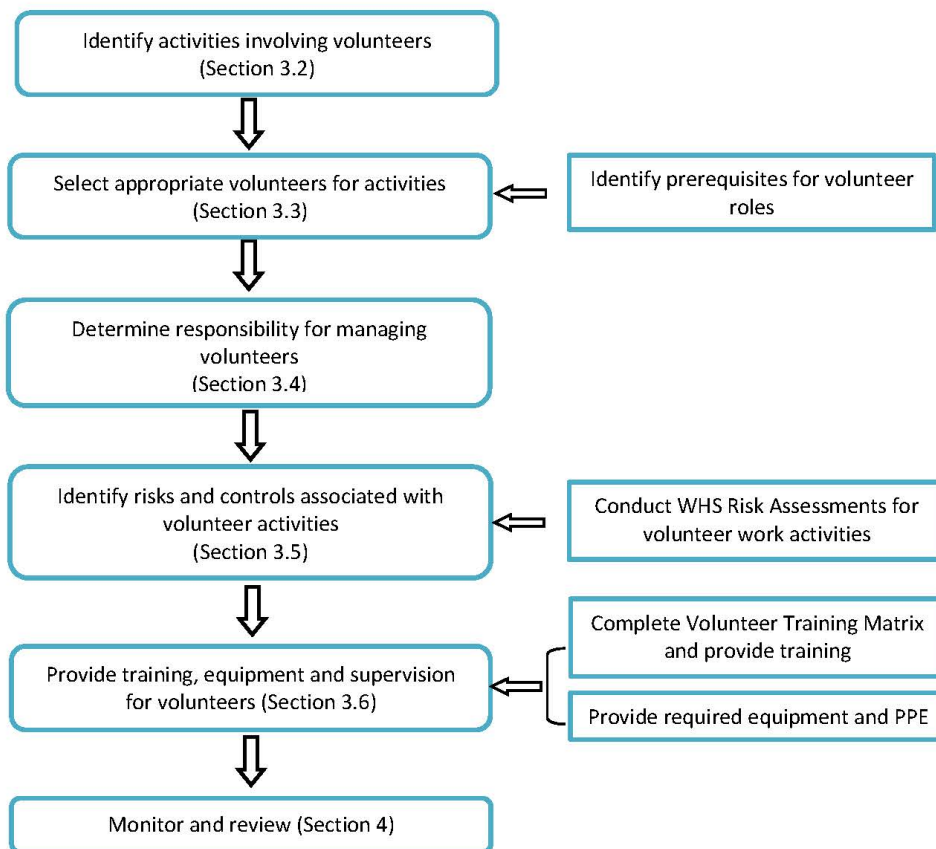 Identify activities involving volunteers
(Section 3.2)
Select appropriate volunteers for activities
(Section 3.3)
Identify prerequisites for volunteer
roles
Determine responsibility for managing
volunteers
(Section 3.4)
Identify risks and controls associated with
volunteer activities
(Section 3.5)
Conduct WHS Risk Assessments for
volunteer work activities
Provide training, equipment and supervision
for volunteers (Section 3.6)
Complete Volunteer Training Matrix
and provide training
Provide required equipment and PPE
Monitor and review (Section 4)